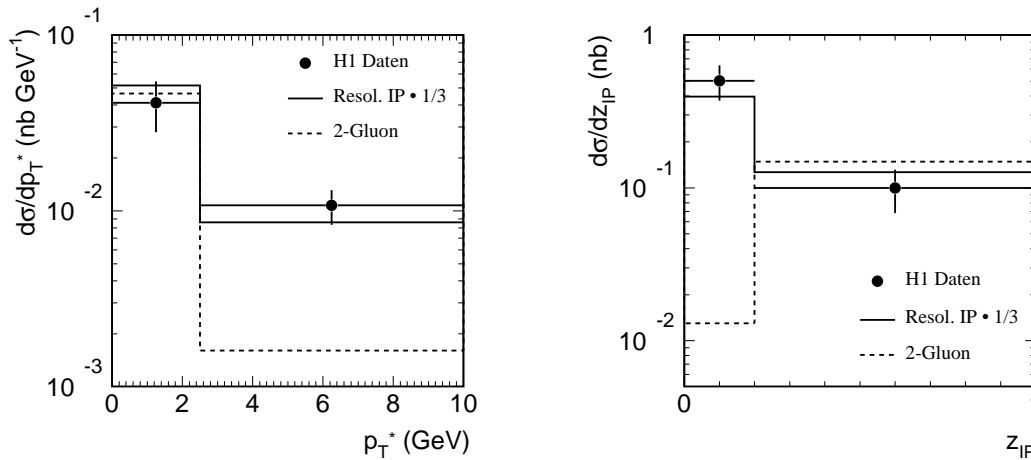 10^-1
10^-2
10^-3
dσ/dp_T^* (nb GeV^-1)
H1 Daten
Resol. IP • 1/3
2-Gluon
0 2 4 6 8 10
p_T^* (GeV)
1
10^-1
10^-2
dσ/dz_IP (nb)
H1 Daten
Resol. IP • 1/3
2-Gluon
0
z_IP